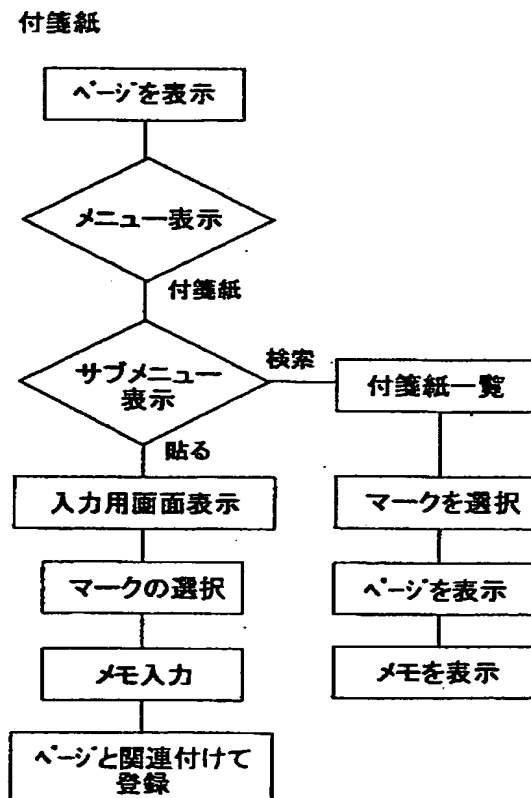 付箋紙
ページを表示
メニュー表示
付箋紙
サブメニュー
表示
検索
付箋紙一覧
貼る
入力用画面表示
マークを選択
マークの選択
ページを表示
メモ入力
メモを表示
ページと関連付けて
登録